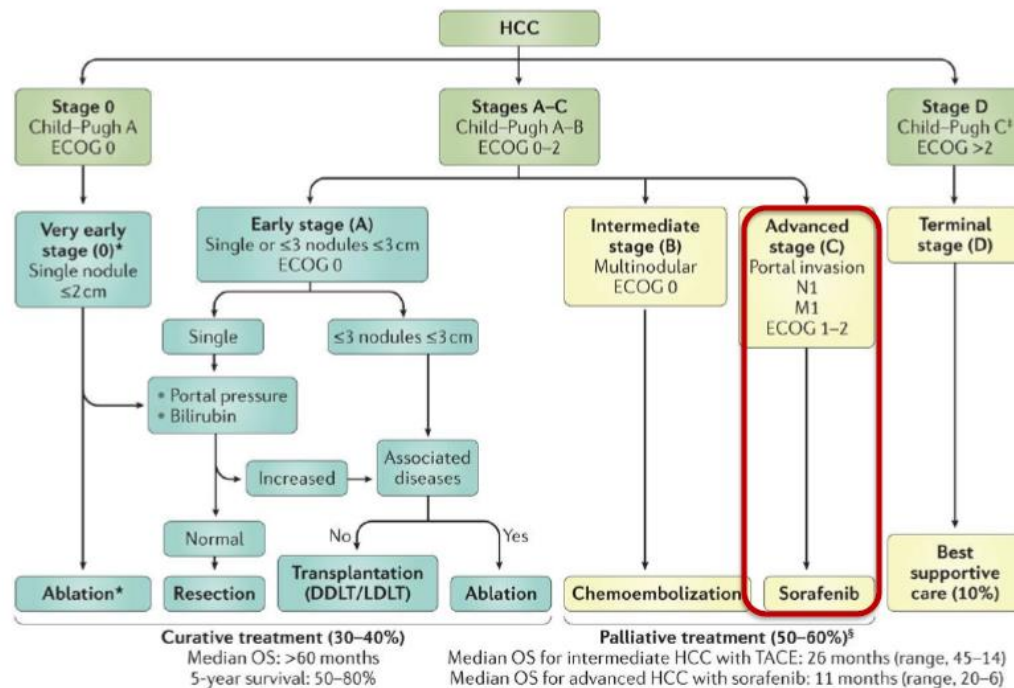 HCC
Stage 0
Child–Pugh A
ECOG 0
Stages A–C
Child–Pugh A–B
ECOG 0–2
Stage D
Child–Pugh C‡
ECOG >2
Very early
stage (0)*
Single nodule
≤2 cm
Early stage (A)
Single or ≤3 nodules ≤3 cm
ECOG 0
Intermediate
stage (B)
Multinodular
ECOG 0
Advanced
stage (C)
Portal invasion
N1
M1
ECOG 1–2
Terminal
stage (D)
Single
≤3 nodules ≤3 cm
• Portal pressure
• Bilirubin
Increased
Associated
diseases
Normal
No
Yes
Ablation*
Resection
Transplantation
(DDLT/LDLT)
Ablation
Chemoembolization
Sorafenib
Best
supportive
care (10%)
Curative treatment (30–40%)
Median OS: >60 months
5-year survival: 50–80%
Palliative treatment (50–60%)§
Median OS for intermediate HCC with TACE: 26 months (range, 45–14)
Median OS for advanced HCC with sorafenib: 11 months (range, 20–6)